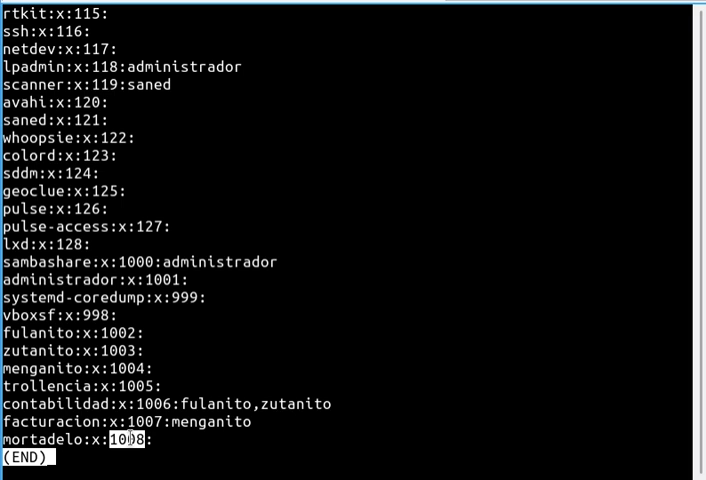 rtkit:x:115:
ssh:x:116:
netdev:x:117:
lpadmin:x:118:administrador
scanner:x:119:saned
avahi:x:120:
saned:x:121:
whoopsie:x:122:
colord:x:123:
sddm:x:124:
geoclue:x:125:
pulse:x:126:
pulse-access:x:127:
lxd:x:128:
sambashare:x:1000:administrador
administrador:x:1001:
systemd-coredump:x:999:
vboxsf:x:998:
fulanito:x:1002:
zutanito:x:1003:
menganito:x:1004:
trollencia:x:1005:
contabilidad:x:1006:fulanito,zutanito
facturacion:x:1007:menganito
mortadelo:x:1008:
(END)